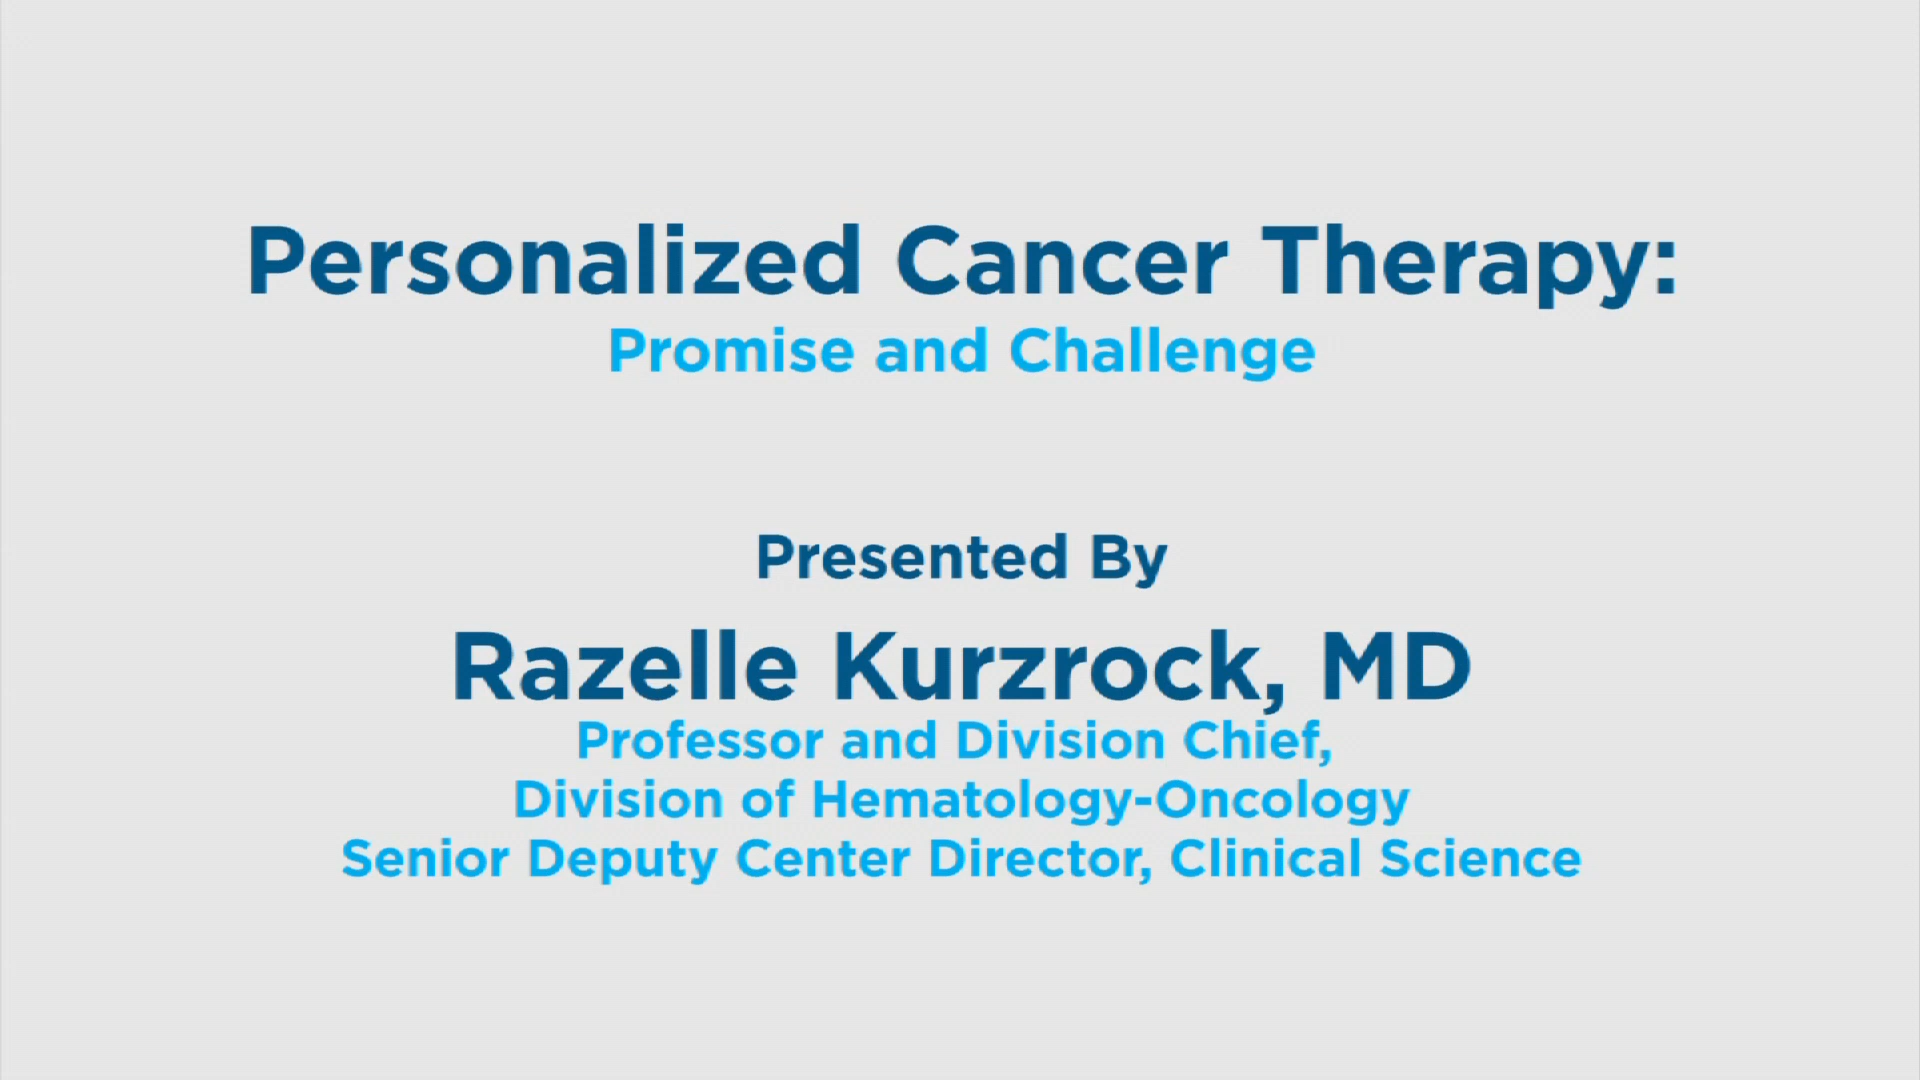 Personalized Cancer Therapy:
Promise and Challenge
Presented By
Razelle Kurzrock, MD
Professor and Division Chief,
Division of Hematology-Oncology
Senior Deputy Center Director, Clinical Science